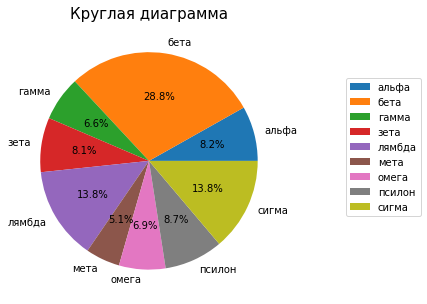 Круглая диаграмма
бета
гамма
28.8%
альфа
6.6%
8.2%
зета
8.1%
13.8%
13.8%
5.1%
6.9%
8.7%
лямбда
сигма
мета
омега
псилон
альфа
бета
гамма
зета
лямбда
мета
омега
псилон
сигма